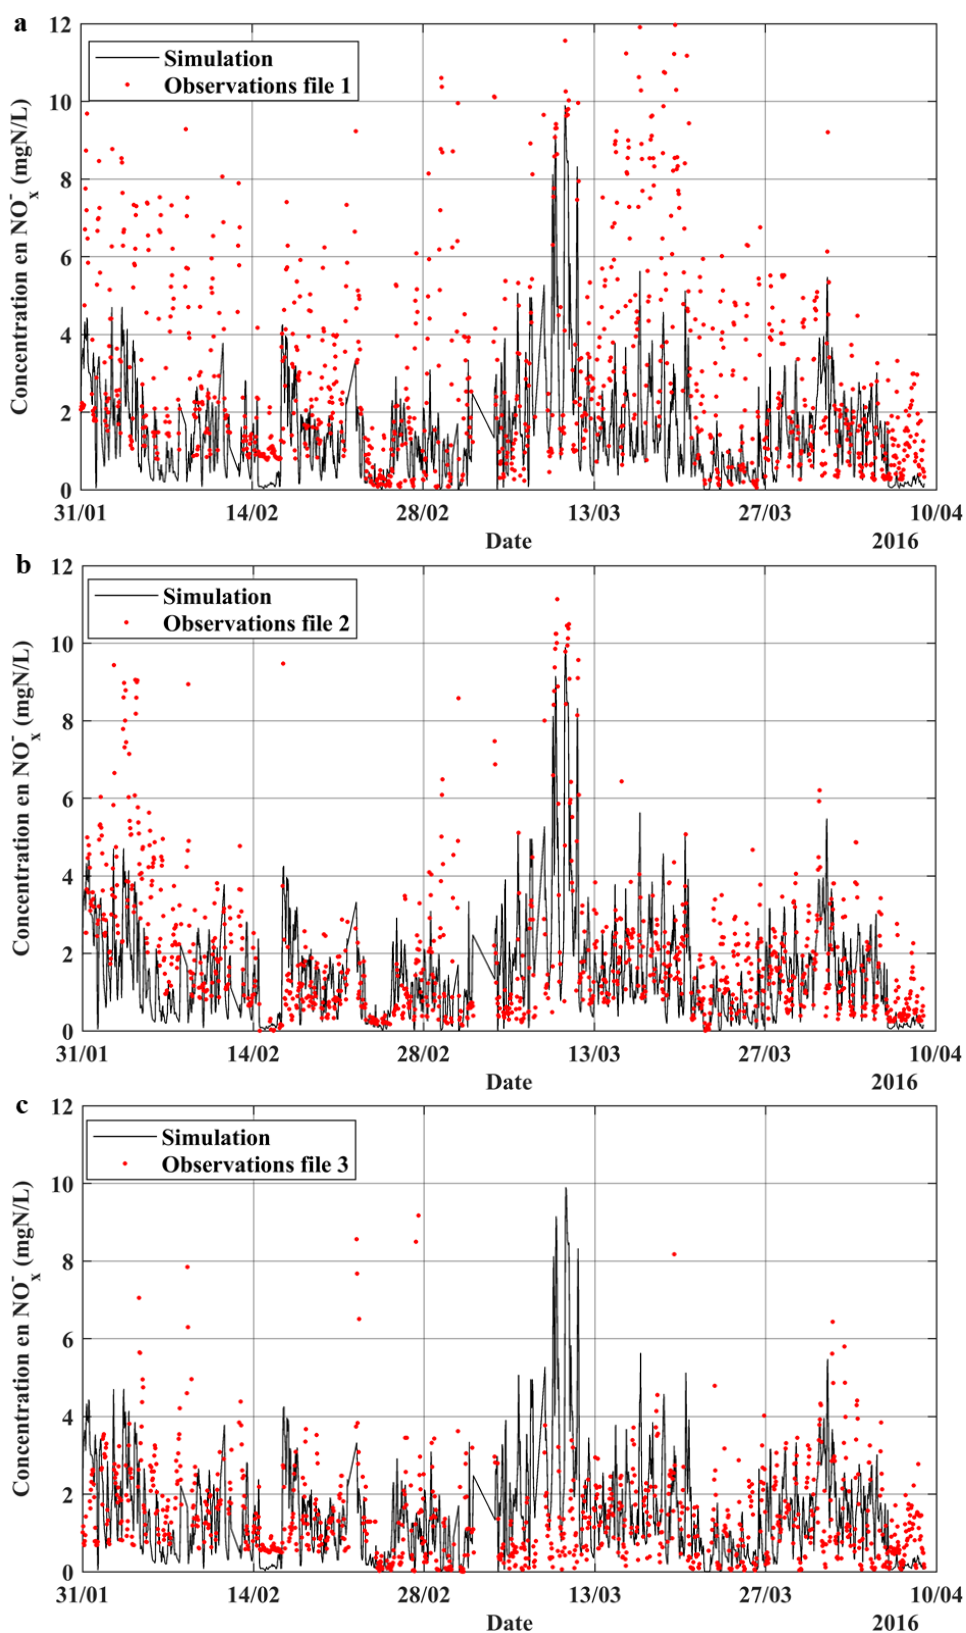 a
12
10
8
6
4
2
0
Concentration en NO⁻ₓ (mgN/L)
Simulation
Observations file 1
31/01 14/02 28/02 13/03 27/03 10/04
Date 2016
b
12
10
8
6
4
2
0
Concentration en NO⁻ₓ (mgN/L)
Simulation
Observations file 2
31/01 14/02 28/02 13/03 27/03 10/04
Date 2016
c
12
10
8
6
4
2
0
Concentration en NO⁻ₓ (mgN/L)
Simulation
Observations file 3
31/01 14/02 28/02 13/03 27/03 10/04
Date 2016